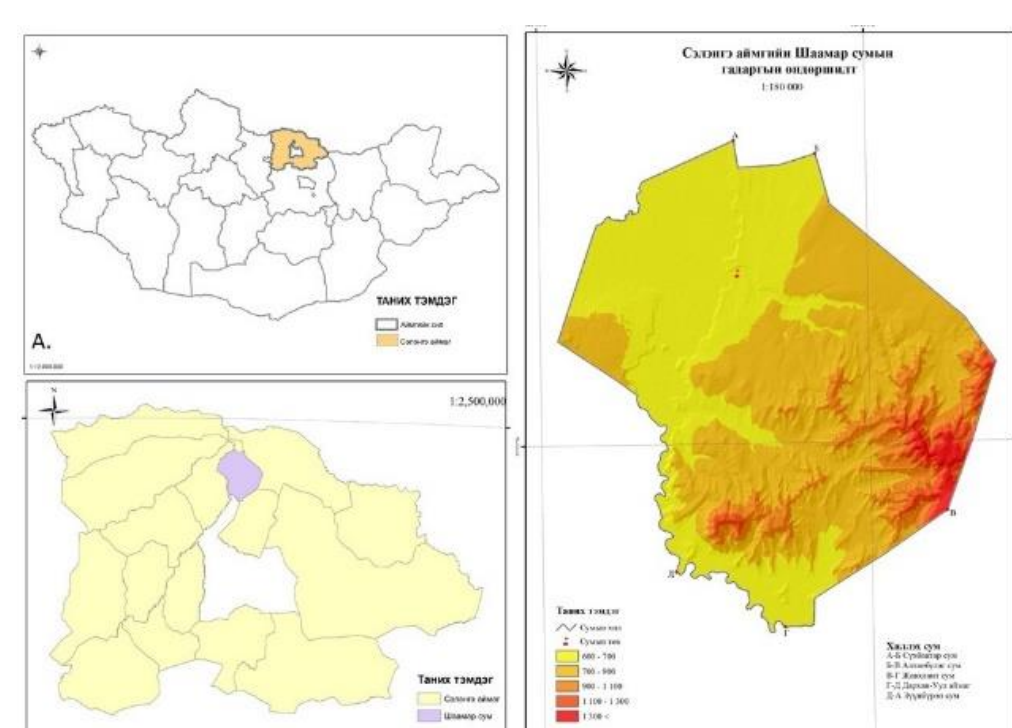 ТАНИХ ТЭМДЭГ
Аймгийн хил
Сэлэнгэ аймаг
А.
N
1:2,500,000
Таних тэмдэг
Сэлэнгэ аймаг
Шаамар сум
Сэлэнгэ аймгийн Шаамар сумын
гадаргын өндөршилт
1:180 000
А
Б
В
Г
Д
Таних тэмдэг
Сумын хил
Сумын төв
600 - 700
700 - 900
900 - 1 100
1 100 - 1 300
1 300 <
Хиллэх сум
А-Б Сүхбаатар сум
Б-В Алтанбулаг сум
В-Г Жавхлант сум
Г-Д Дархан-Уул аймаг
Д-А Зүүнбүрэн сум